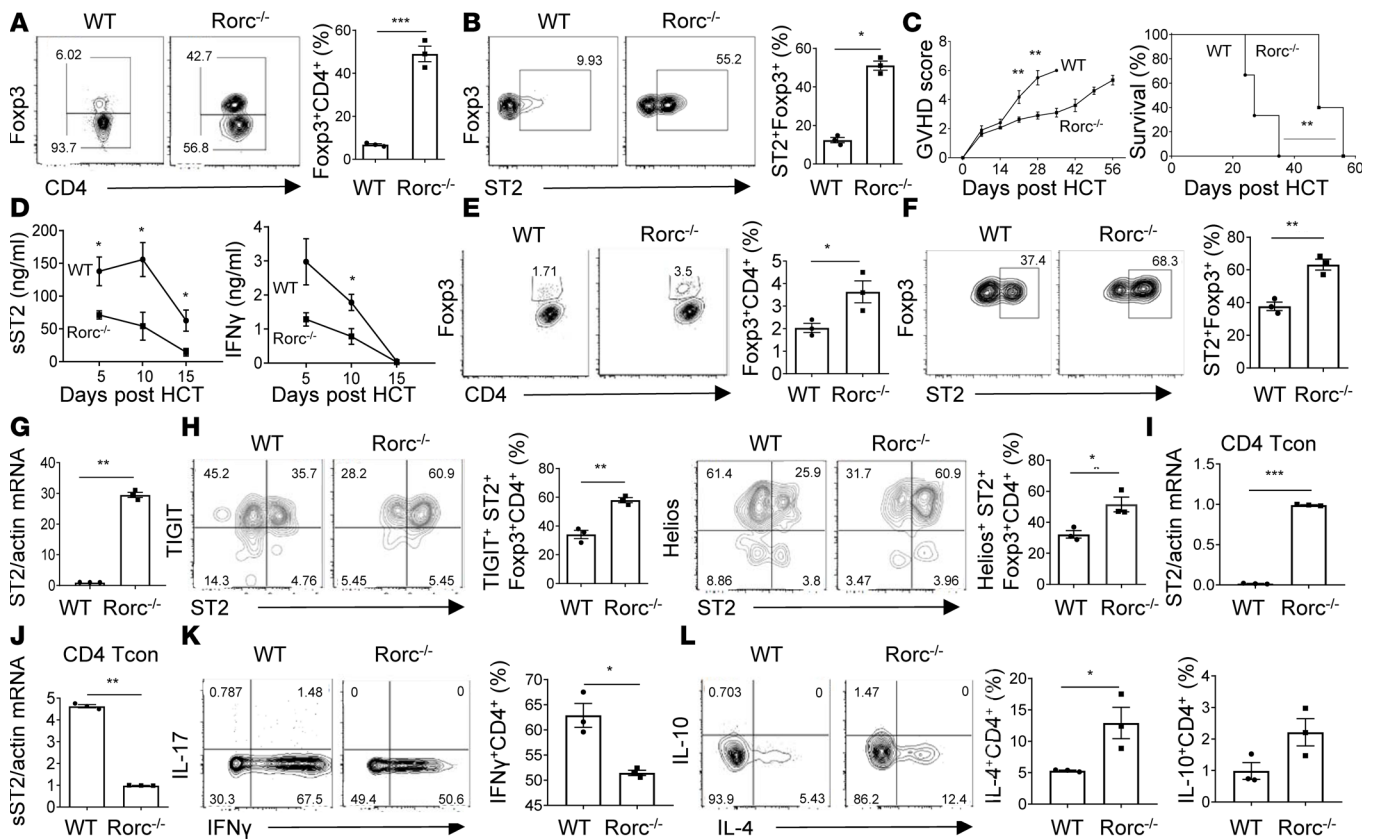 A
WT
Rorc-/-
6.02
93.7
42.7
56.8
Foxp3
CD4
Foxp3+CD4+ (%)
60
40
20
0
***
WT Rorc-/-
B
WT
Rorc-/-
9.93
55.2
Foxp3
ST2
ST2+Foxp3+ (%)
60
40
20
0
*
WT Rorc-/-
C
GVHD score
8
6
4
2
0
**
**
WT
Rorc-/-
0 14 28 42 56
Days post HCT
Survival (%)
100
80
60
40
20
0
WT
Rorc-/-
**
0 20 40 60
Days post HCT
D
sST2 (ng/ml)
200
150
100
50
0
*
*
*
WT
Rorc-/-
5 10 15
Days post HCT
IFNγ (ng/ml)
4
3
2
1
0
*
WT
Rorc-/-
5 10 15
Days post HCT
E
WT
Rorc-/-
1.71
3.5
Foxp3
CD4
Foxp3+CD4+ (%)
5
4
3
2
1
0
*
WT Rorc-/-
F
WT
Rorc-/-
37.4
68.3
Foxp3
ST2
ST2+Foxp3+ (%)
80
60
40
20
0
**
WT Rorc-/-
G
ST2/actin mRNA
40
30
20
10
0
**
WT Rorc-/-
H
WT
Rorc-/-
45.2 35.7
14.3 4.76
28.2 60.9
5.45 5.45
TIGIT
ST2
TIGIT+ ST2+
Foxp3+CD4+ (%)
80
60
40
20
0
**
WT Rorc-/-
WT
Rorc-/-
61.4 25.9
8.86 3.8
31.7 60.9
3.47 3.96
Helios
ST2
Helios+ ST2+
Foxp3+CD4+ (%)
80
60
40
20
0
*
WT Rorc-/-
I
CD4 Tcon
ST2/actin mRNA
1.5
1.0
0.5
0.0
***
WT Rorc-/-
J
CD4 Tcon
sST2/actin mRNA
5
4
3
2
1
0
**
WT Rorc-/-
K
WT
Rorc-/-
0.787 1.48
30.3 67.5
0 0
49.4 50.6
IL-17
IFNγ
IFNγ+CD4+ (%)
70
65
60
55
50
45
*
WT Rorc-/-
L
WT
Rorc-/-
0.703 0
93.9 5.43
1.47 0
86.2 12.4
IL-10
IL-4
IL-4+CD4+ (%)
20
15
10
5
0
*
WT Rorc-/-
IL-10+CD4+ (%)
4
3
2
1
0
WT Rorc-/-